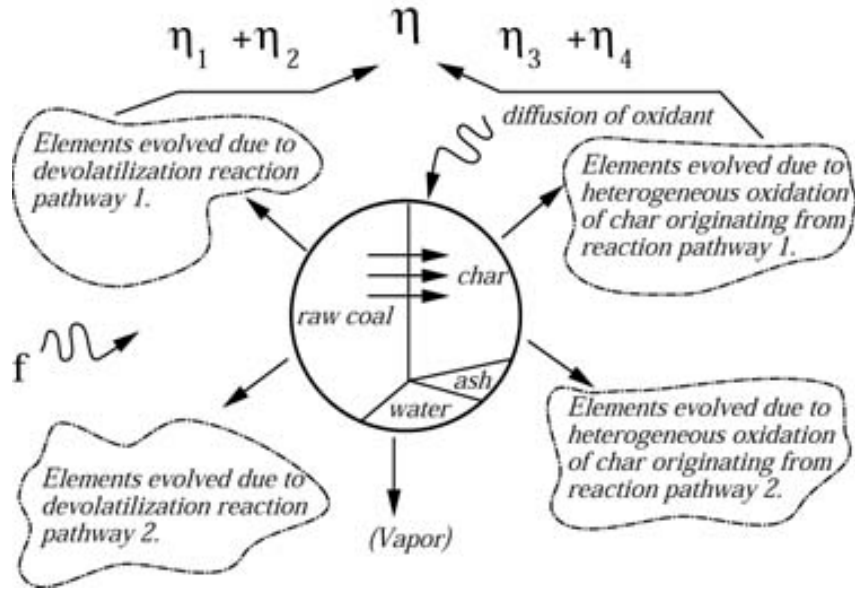 η₁ + η₂
η
η₃ + η₄
diffusion of oxidant
Elements evolved due to
devolatilization reaction
pathway 1.
Elements evolved due to
heterogeneous oxidation
of char originating from
reaction pathway 1.
char
raw coal
ash
water
f
Elements evolved due to
devolatilization reaction
pathway 2.
Elements evolved due to
heterogeneous oxidation
of char originating from
reaction pathway 2.
(Vapor)